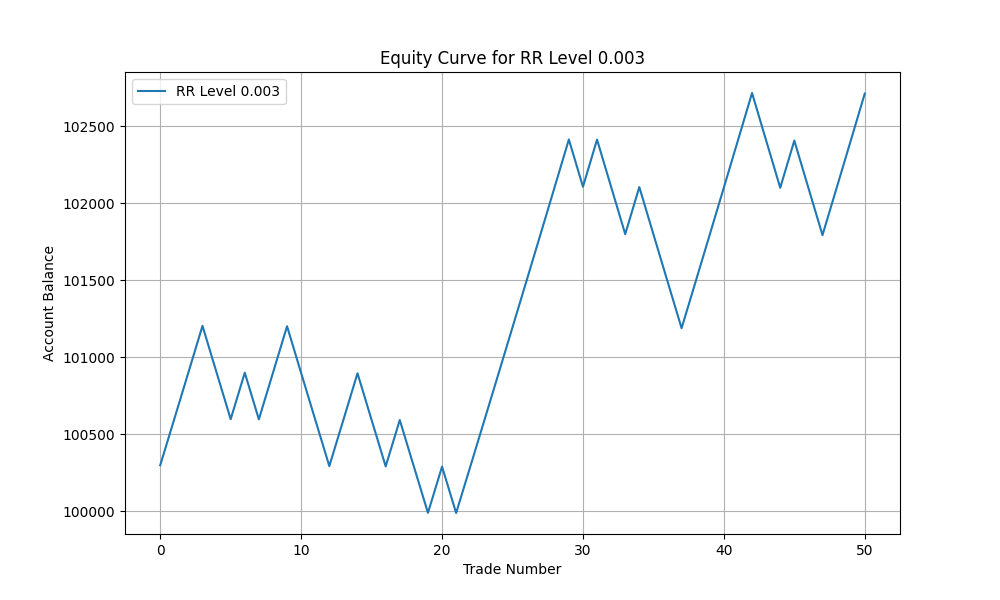 Equity Curve for RR Level 0.003
RR Level 0.003
102500
102000
101500
101000
100500
100000
Account Balance
0 10 20 30 40 50
Trade Number